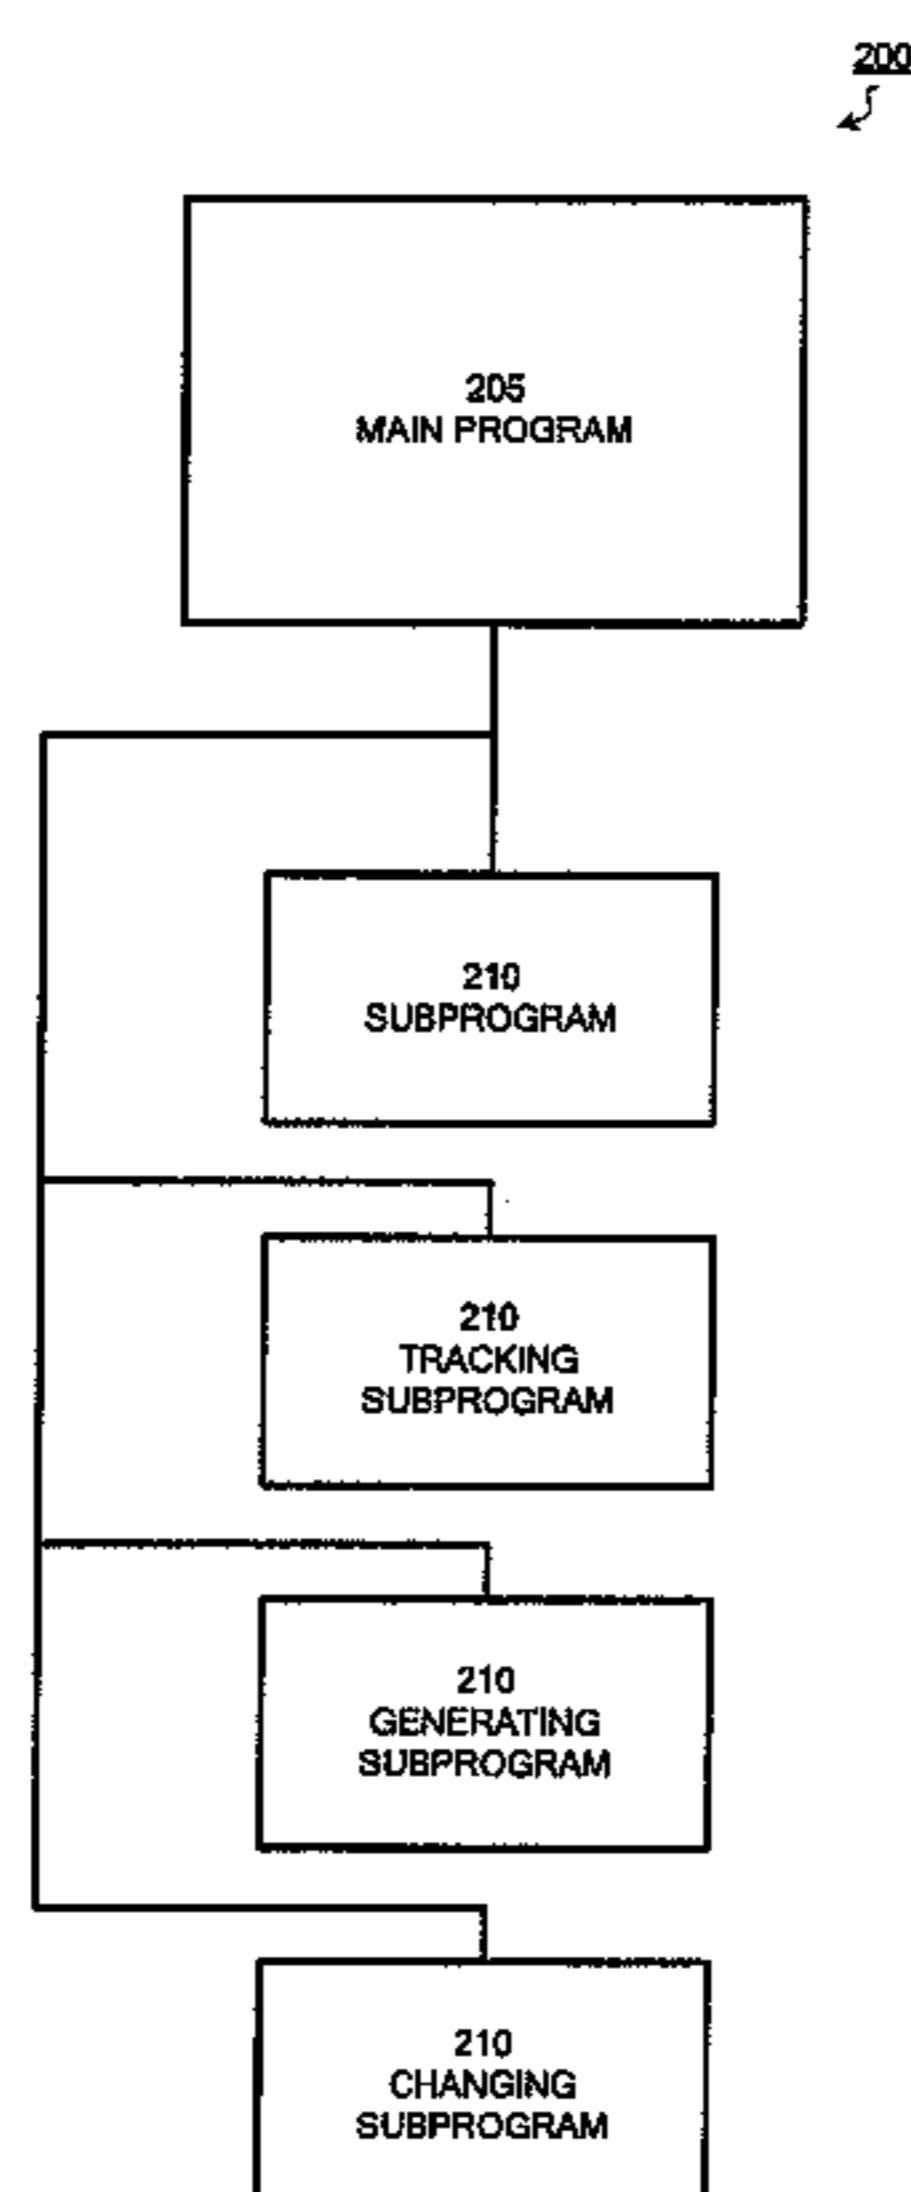 200
205
MAIN PROGRAM
210
SUBPROGRAM
210
TRACKING
SUBPROGRAM
210
GENERATING
SUBPROGRAM
210
CHANGING
SUBPROGRAM